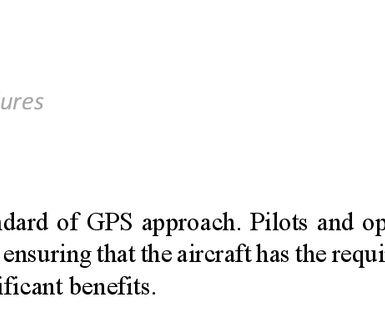 ures
ndard of GPS approach. Pilots and op
ensuring that the aircraft has the requi
ificant benefits.